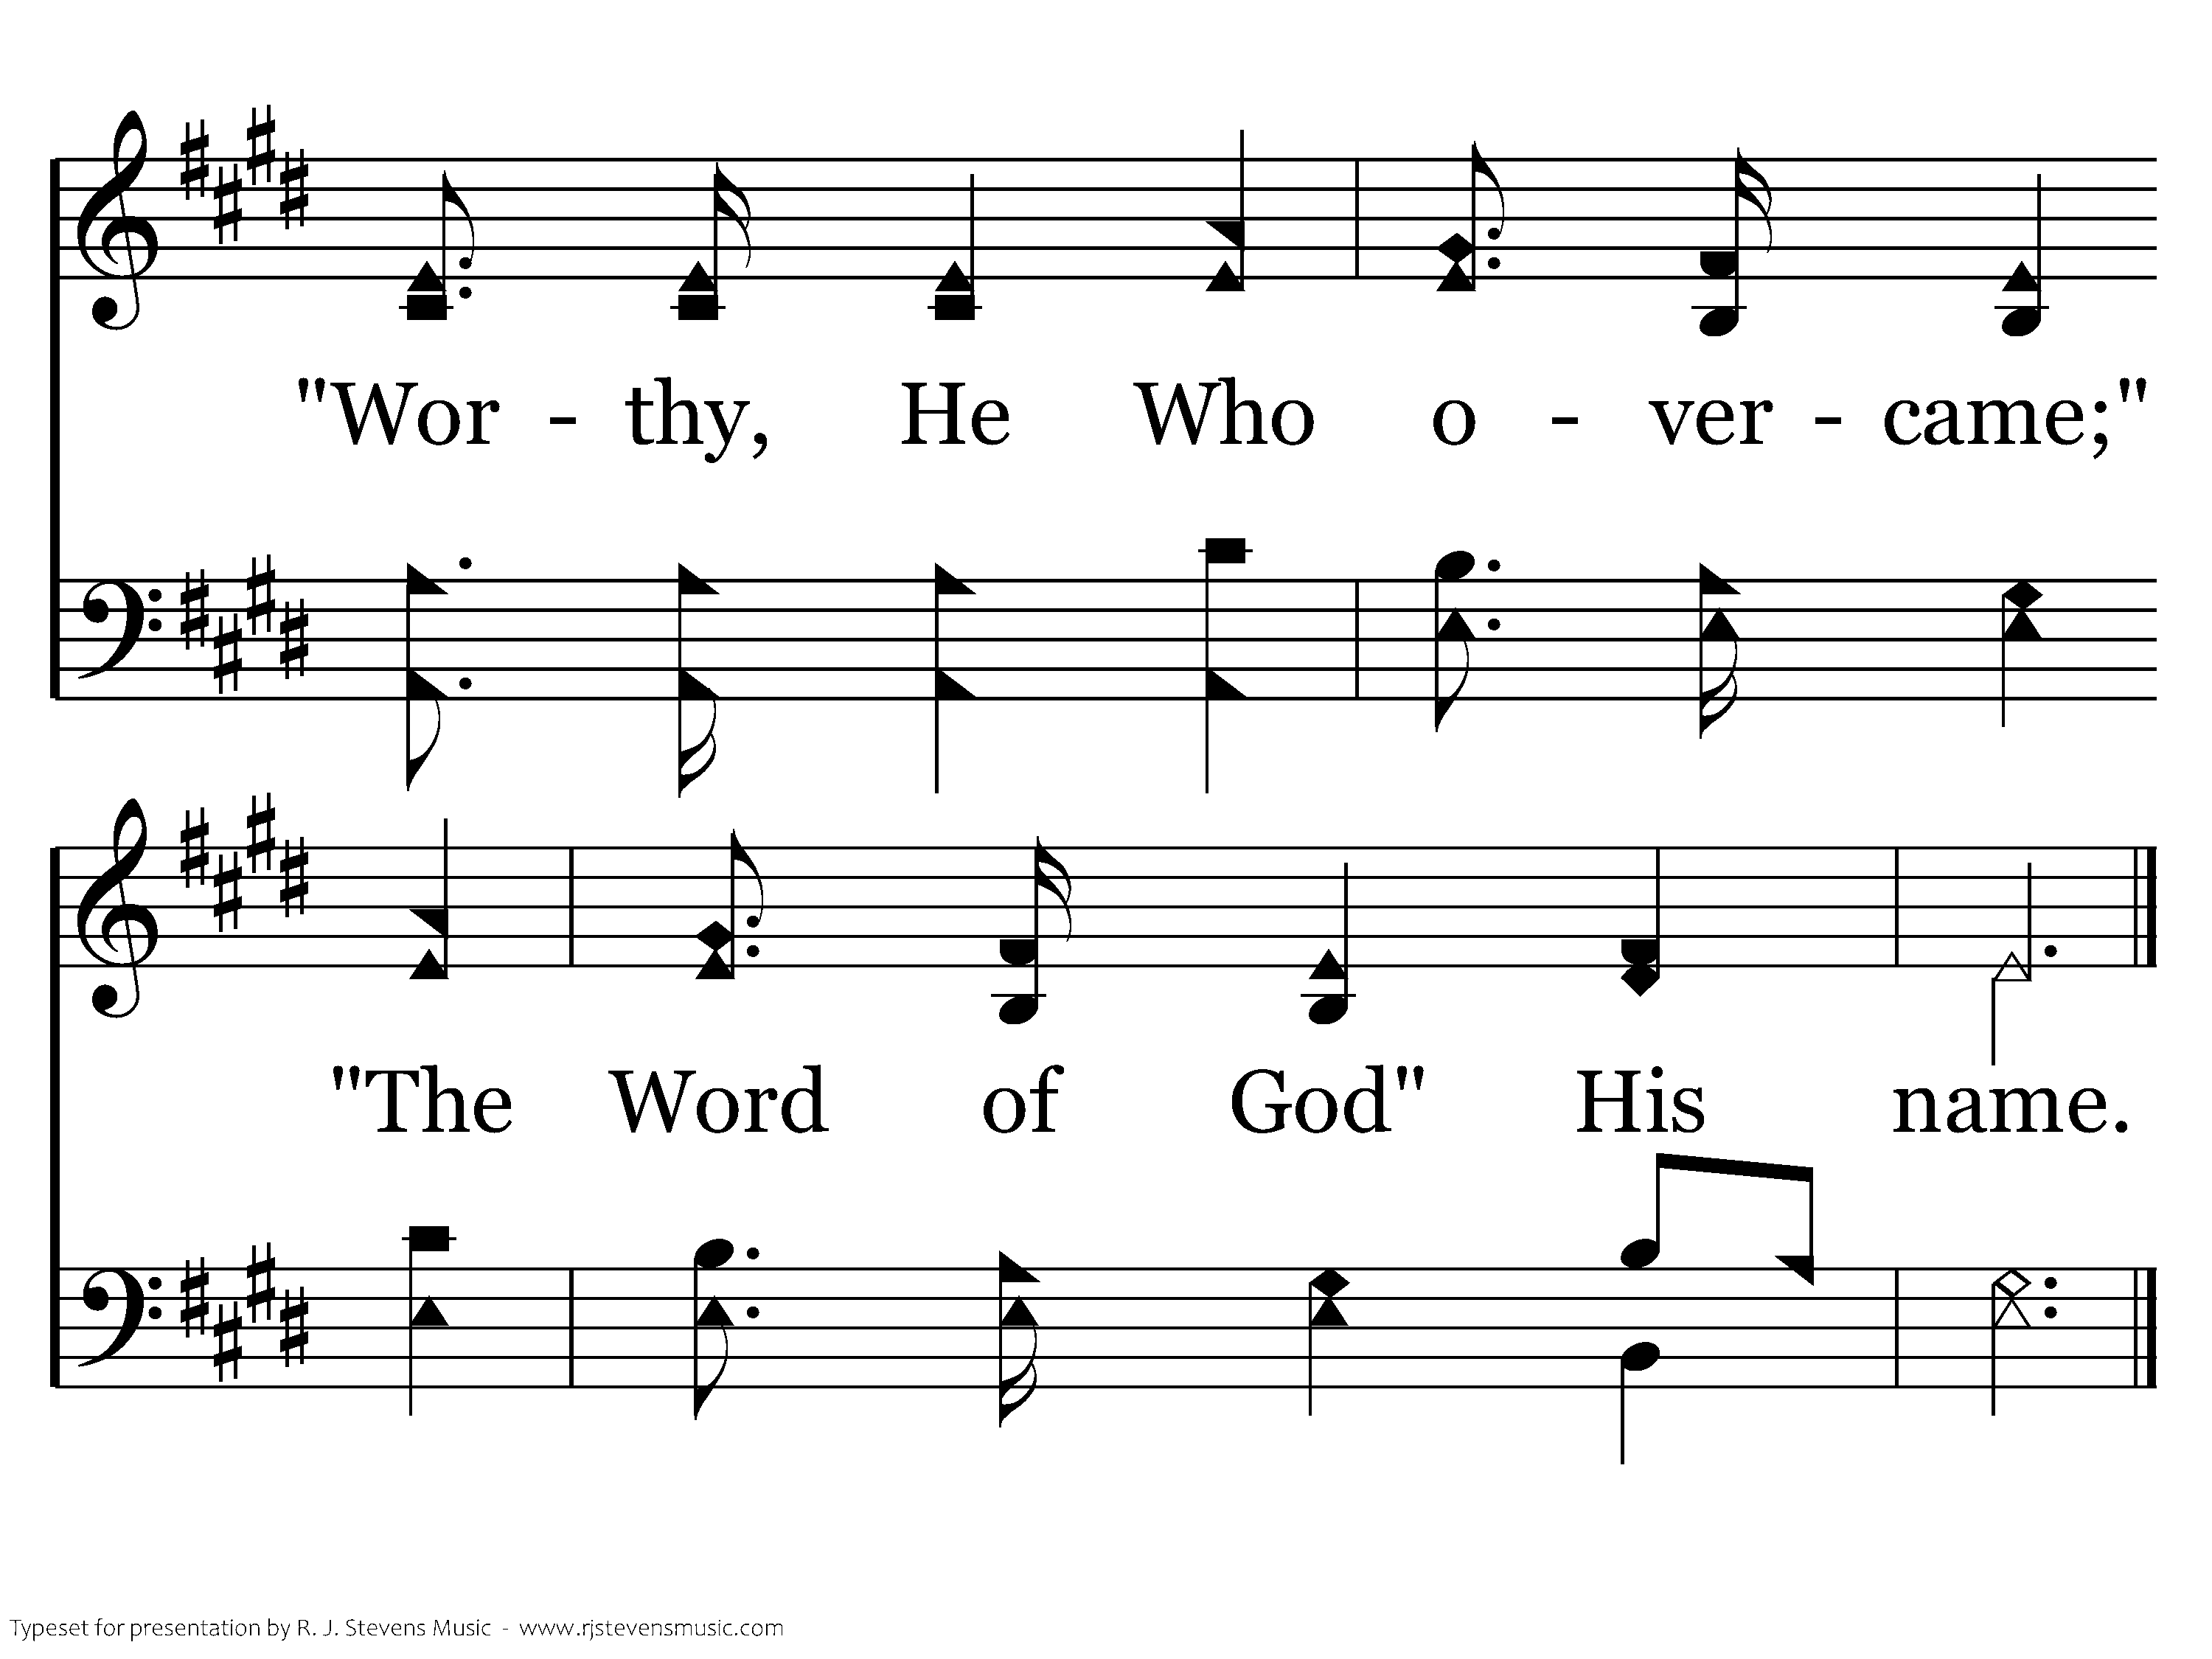 "Wor - thy, He Who o - ver - came;"
"The Word of God" His name.
Typeset for presentation by R. J. Stevens Music - www.rjstevensmusic.com